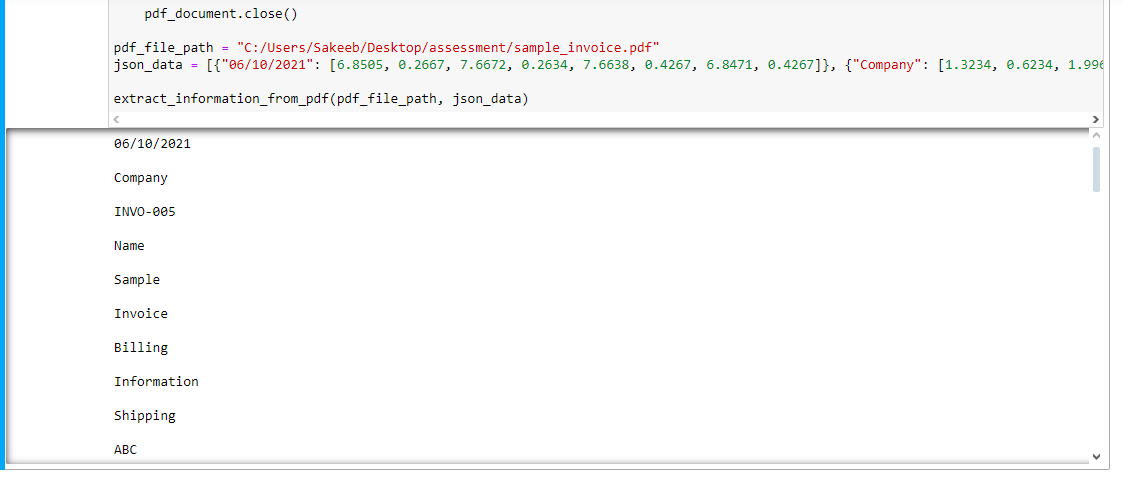 pdf_document.close()
pdf_file_path = "C:/Users/Sakeeb/Desktop/assessment/sample_invoice.pdf"
json_data = [{"06/10/2021": [6.8505, 0.2667, 7.6672, 0.2634, 7.6638, 0.4267, 6.8471, 0.4267]}, {"Company": [1.3234, 0.6234, 1.996
extract_information_from_pdf(pdf_file_path, json_data)
06/10/2021
Company
INVO-005
Name
Sample
Invoice
Billing
Information
Shipping
ABC